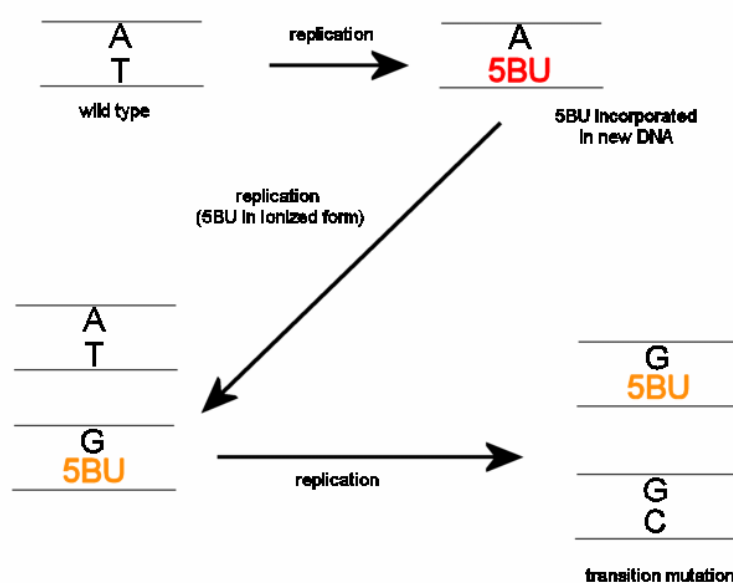 A
T
wild type
replication
A
5BU
5BU incorporated
in new DNA
replication
(5BU in ionized form)
A
T
G
5BU
replication
G
5BU
G
C
transition mutation